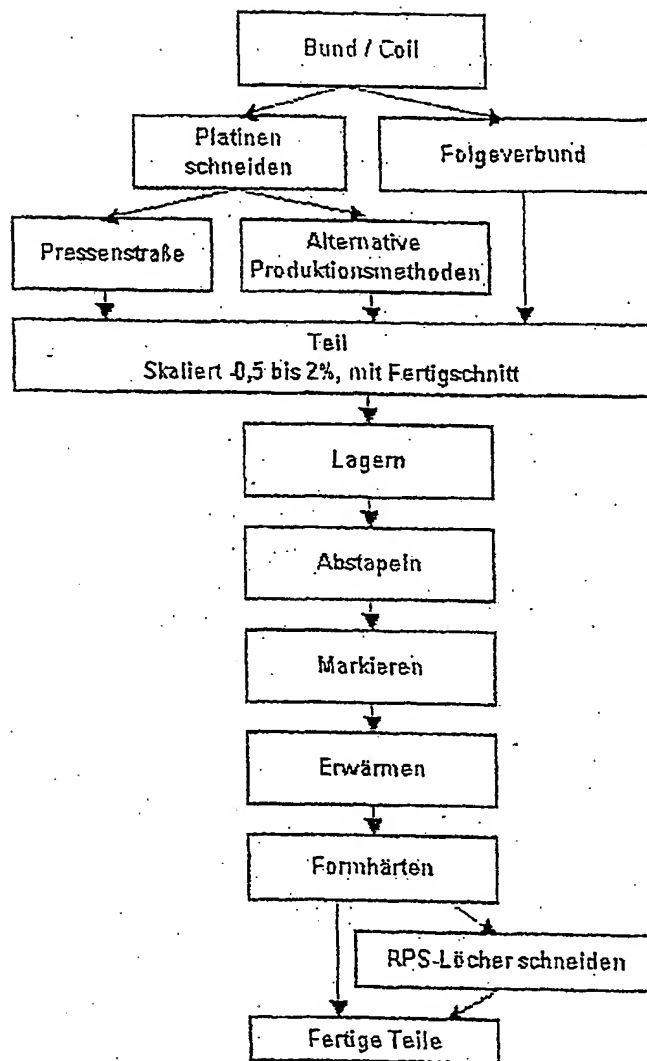 Bund / Coil
Platinen
schneiden
Folgeverbund
Pressenstraße
Alternative
Produktionsmethoden
Teil
Skaliert -0,5 bis 2%, mit Fertigschnitt
Lagern
Abstapeln
Markieren
Erwärmen
Formhärten
RPS-Löcher schneiden
Fertige Teile